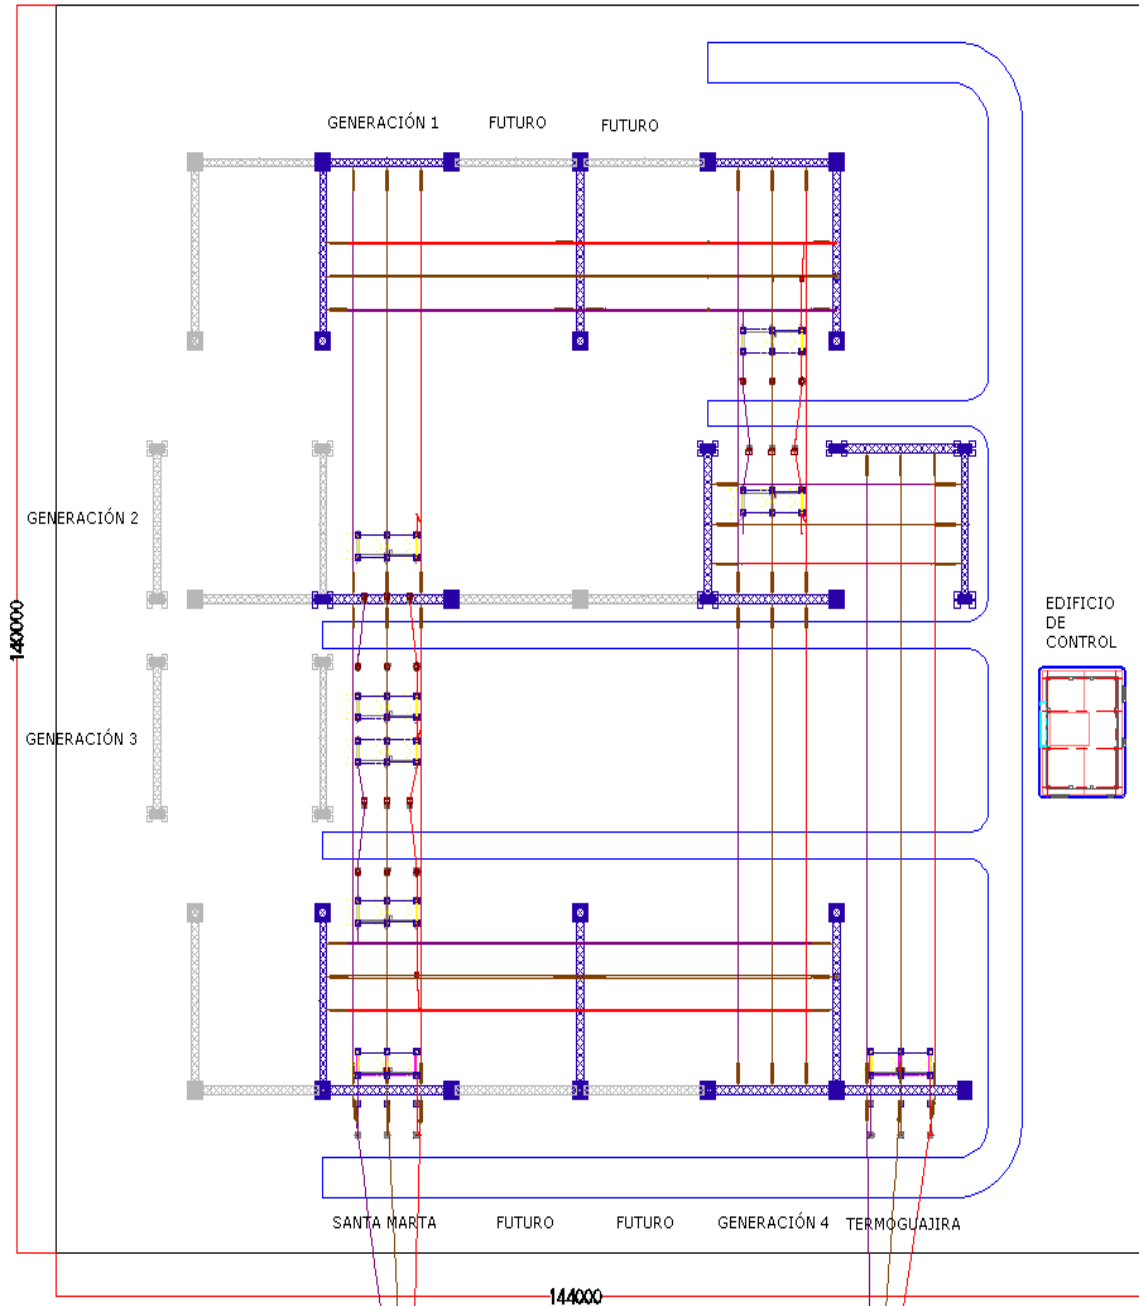 GENERACIÓN 1
FUTURO
FUTURO
GENERACIÓN 2
EDIFICIO
DE
CONTROL
140000
GENERACIÓN 3
SANTA MARTA
FUTURO
FUTURO
GENERACIÓN 4
TERMOGUAJIRA
144000